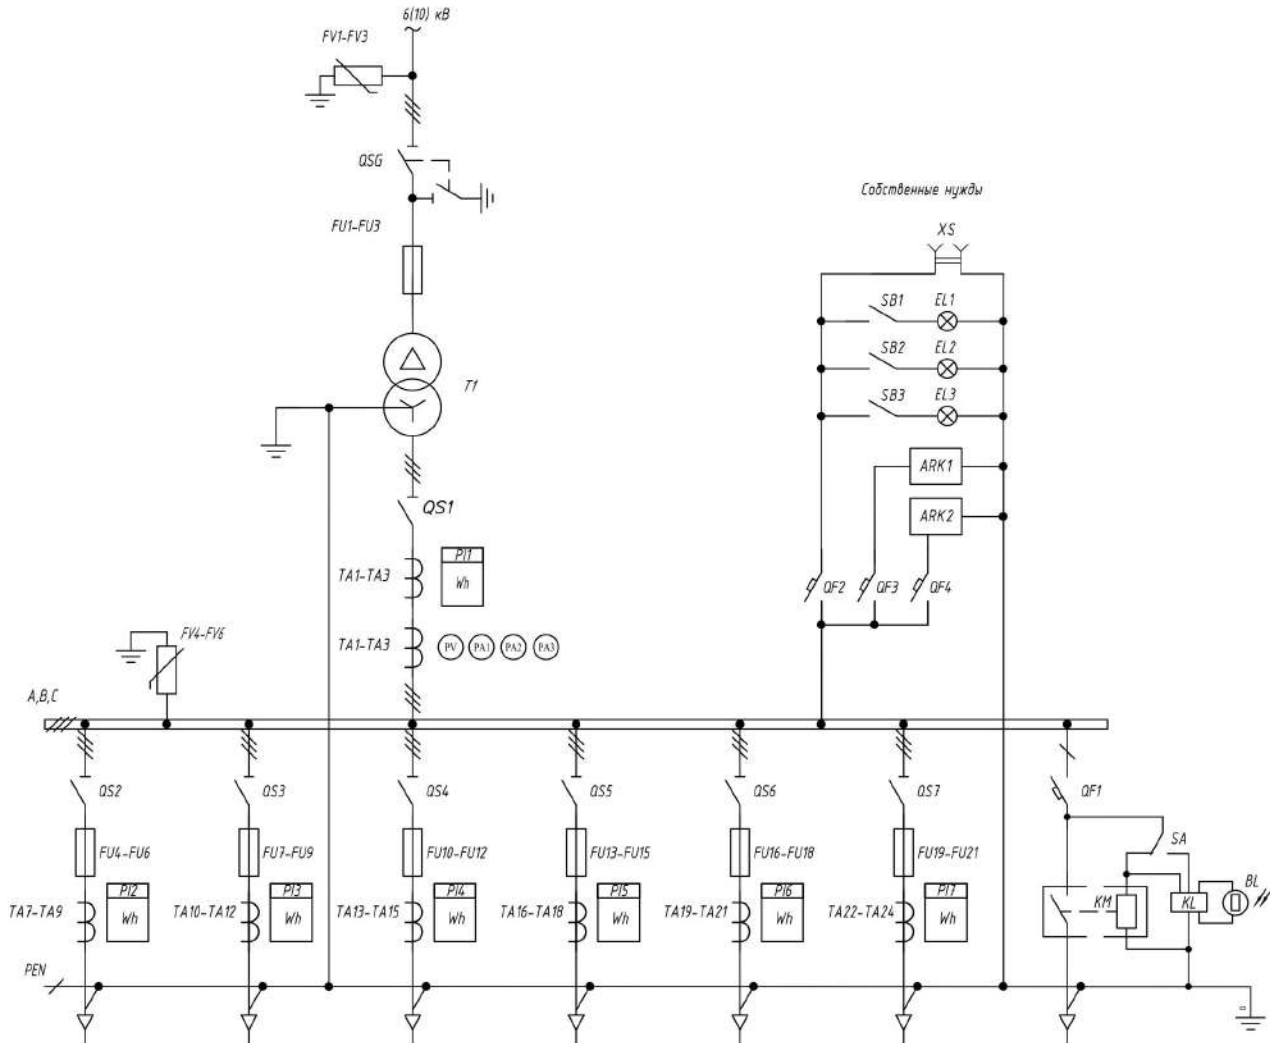 6(10) кВ
FV1-FV3
QSG
Собственные нужды
FU1-FU3
XS
SB1
EL1
SB2
EL2
T1
SB3
EL3
ARK1
QS1
ARK2
PI1
TA1-TA3
Wh
QF2
QF3
QF4
FV4-FV6
TA1-TA3
PV
PA1
PA2
PA3
A,B,C
QS2
QS3
QS4
QS5
QS6
QS7
QF1
SA
FU4-FU6
FU7-FU9
FU10-FU12
FU13-FU15
FU16-FU18
FU19-FU21
BL
PI2
PI3
PI4
PI5
PI6
PI7
KM
KL
TA7-TA9
Wh
TA10-TA12
Wh
TA13-TA15
Wh
TA16-TA18
Wh
TA19-TA21
Wh
TA22-TA24
Wh
PEN